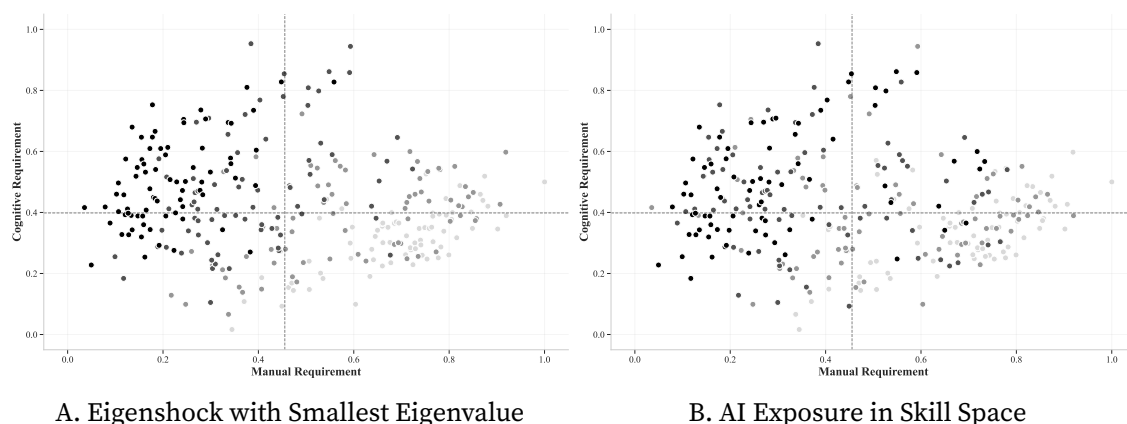 1.0
0.8
0.6
0.4
0.2
0.0
Cognitive Requirement
0.0 0.2 0.4 0.6 0.8 1.0
Manual Requirement
A. Eigenshock with Smallest Eigenvalue
1.0
0.8
0.6
0.4
0.2
0.0
Cognitive Requirement
0.0 0.2 0.4 0.6 0.8 1.0
Manual Requirement
B. AI Exposure in Skill Space